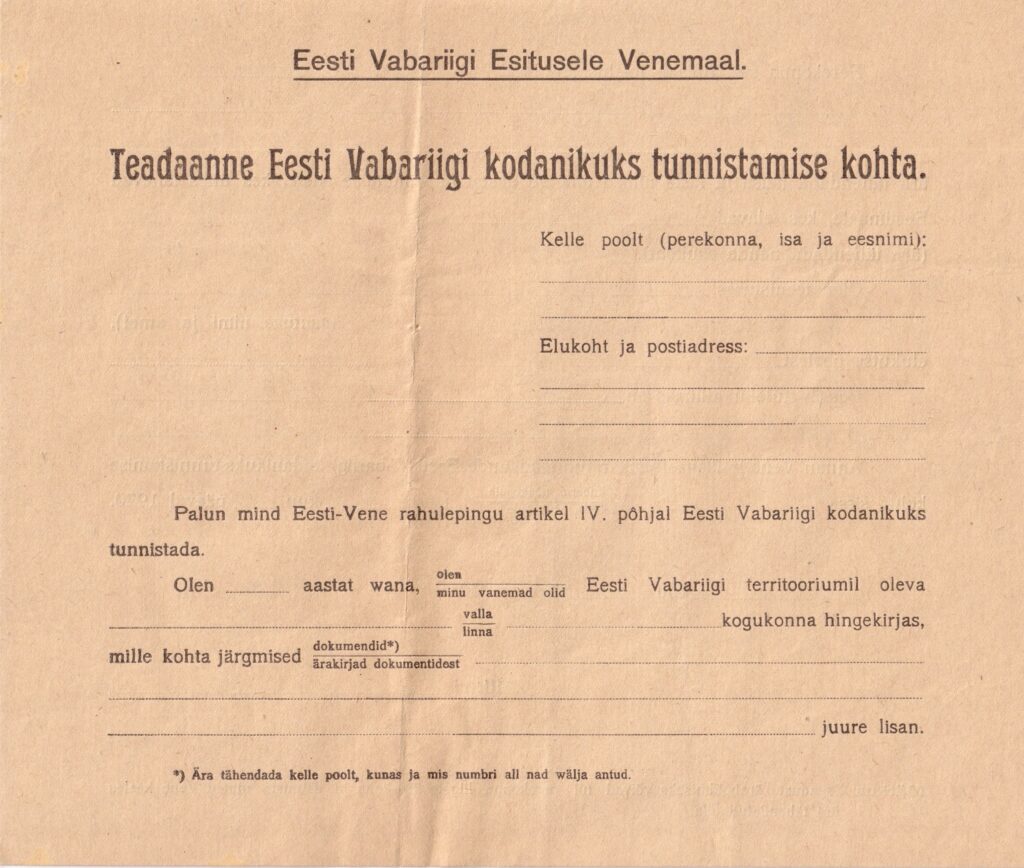 Eesti Vabariigi Esitusele Venemaal.
Teadaanne Eesti Vabariigi kodanikuks tunnistamise kohta.
Kelle poolt (perekonna, isa ja eesnimi):
Elukoht ja postiadress:
Palun mind Eesti-Vene rahulepingu artikel IV. põhjal Eesti Vabariigi kodanikuks
tunnistada.
Olen aastat wana, olen / minu vanemad olid Eesti Vabariigi territooriumil oleva
valla / linna kogukonna hingekirjas,
mille kohta järgmised dokumendid*) / ärakirjad dokumentidest
juure lisan.
*) Ära tähendada kelle poolt, kunas ja mis numbri all nad wälja antud.